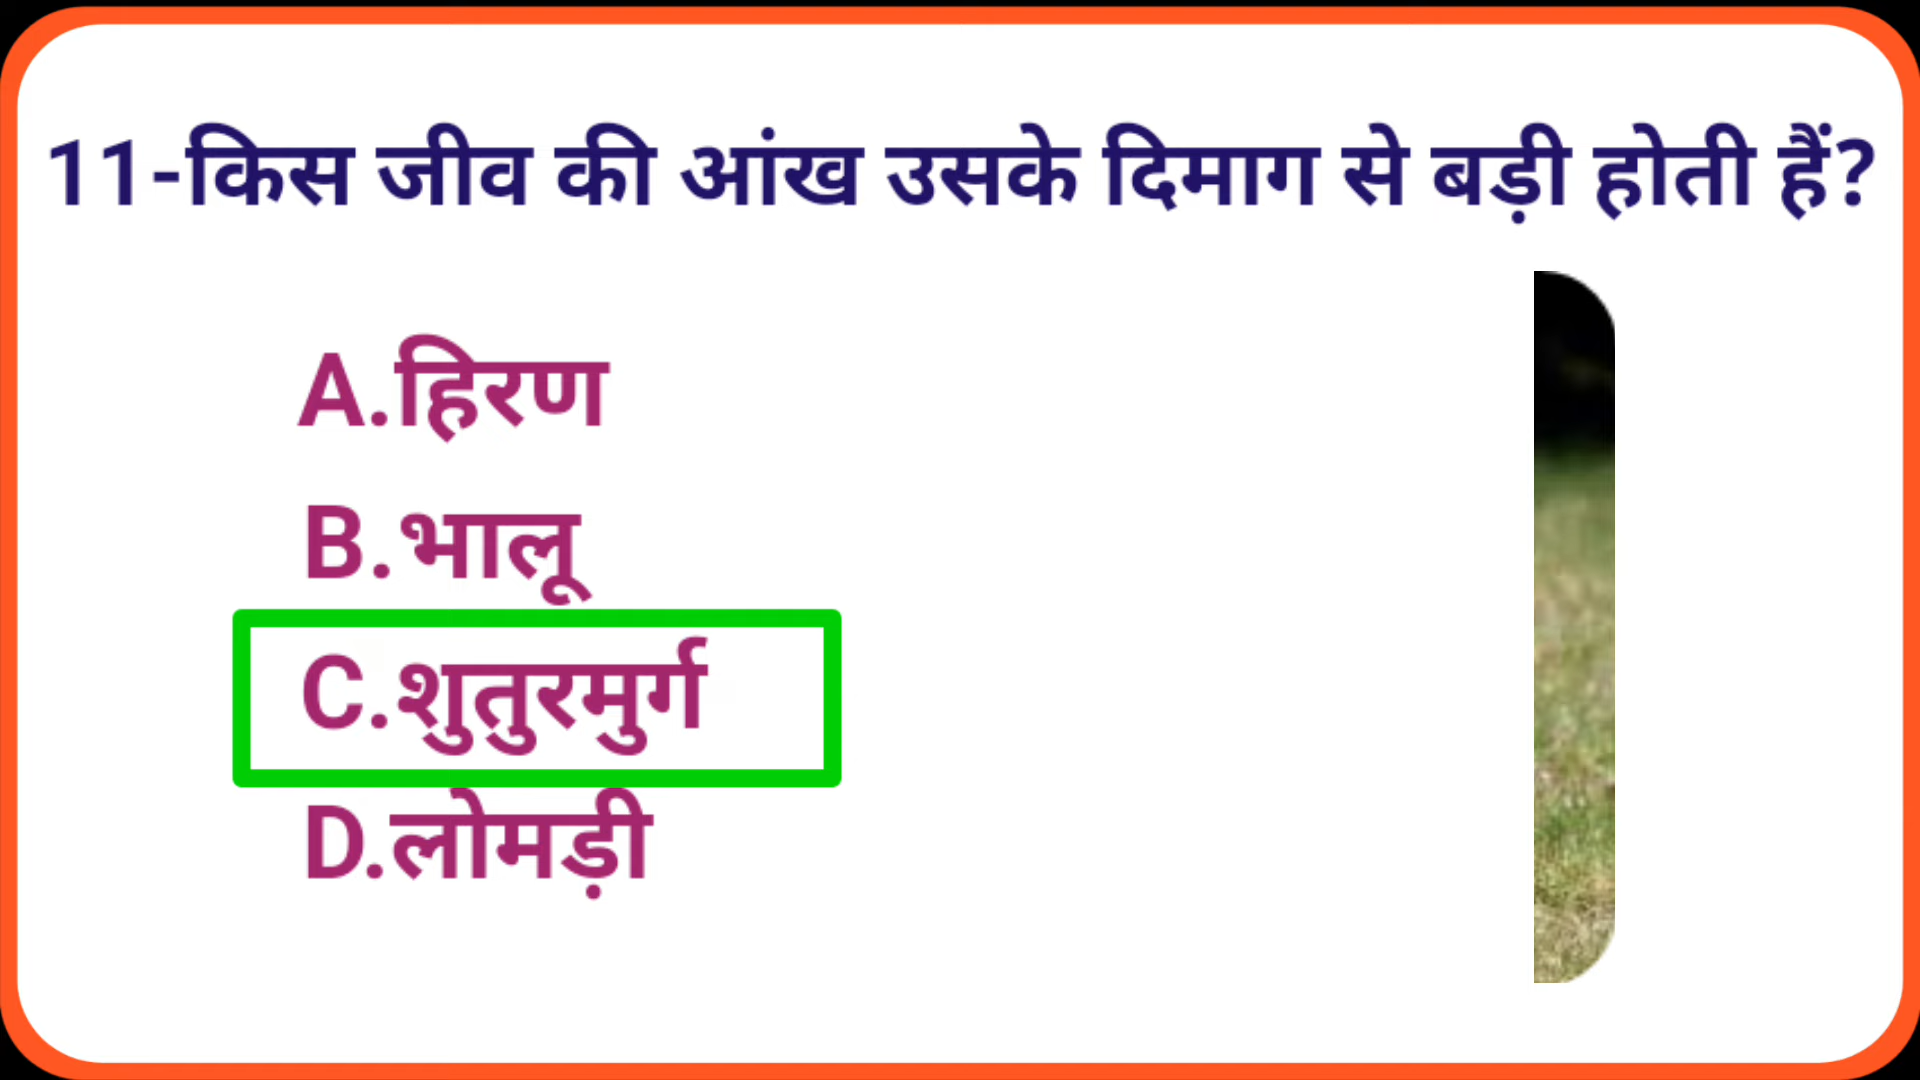 11-किस जीव की आंख उसके दिमाग से बड़ी होती हैं?
A.हिरण
B.भालू
C.शुतुरमुर्ग
D.लोमड़ी